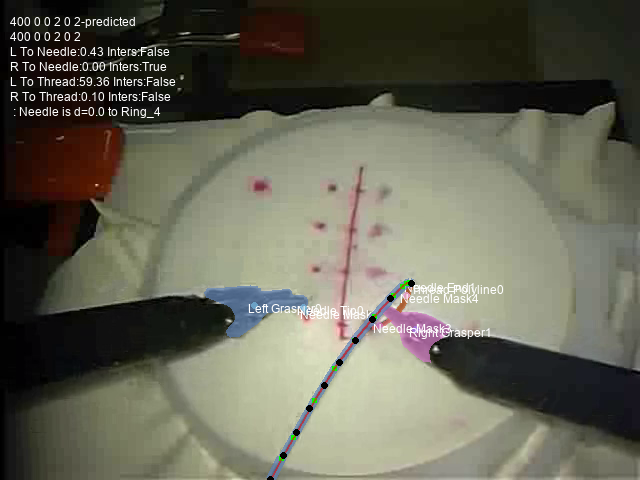 400 0 0 2 0 2-predicted
400 0 0 2 0 2
L To Needle:0.43 Inters:False
R To Needle:0.00 Inters:True
L To Thread:59.36 Inters:False
R To Thread:0.10 Inters:False
: Needle is d=0.0 to Ring_4
Needle End1
Thread Polyline0
Needle Mask4
Left Grasper0
Needle Tip0
Needle Mask3
Right Grasper1